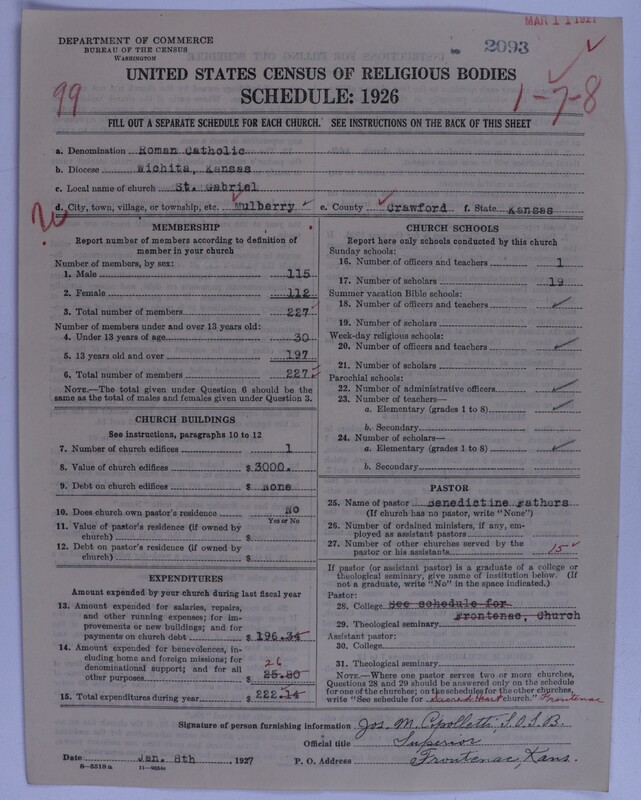 MAR 11 1927
DEPARTMENT OF COMMERCE
BUREAU OF THE CENSUS
WASHINGTON
2093
UNITED STATES CENSUS OF RELIGIOUS BODIES
SCHEDULE: 1926
99
1-7-8
FILL OUT A SEPARATE SCHEDULE FOR EACH CHURCH. SEE INSTRUCTIONS ON THE BACK OF THIS SHEET
a. Denomination Roman Catholic
b. Diocese Wichita, Kansas
c. Local name of church St. Gabriel
d. City, town, village, or township, etc. Mulberry e. County Crawford f. State Kansas
MEMBERSHIP
Report number of members according to definition of
member in your church
Number of members, by sex:
1. Male 115
2. Female 112
3. Total number of members 227
Number of members under and over 13 years old:
4. Under 13 years of age 30
5. 13 years old and over 197
6. Total number of members 227
NOTE.—The total given under Question 6 should be
same as the total of males and females given under Question 3.
CHURCH BUILDINGS
See instructions, paragraphs 10 to 12
7. Number of church edifices 1
8. Value of church edifices $ 3000.
9. Debt on church edifices $ None
10. Does church own pastor's residence No
Yes or No
11. Value of pastor's residence (if owned by
church) $
12. Debt on pastor's residence (if owned by
church) $
EXPENDITURES
Amount expended by your church during last fiscal year
13. Amount expended for salaries, repairs,
and other running expenses; for im-
provements or new buildings; and for
payments on church debt $ 196.34
14. Amount expended for benevolences, in-
cluding home and foreign missions; for
denominational support; and for all
other purposes $ 25.80
26
15. Total expenditures during year $ 222.14
CHURCH SCHOOLS
Report here only schools conducted by this church
Sunday schools:
16. Number of officers and teachers 1
17. Number of scholars 19
Summer vacation Bible schools:
18. Number of officers and teachers
19. Number of scholars
Week-day religious schools:
20. Number of officers and teachers
21. Number of scholars
Parochial schools:
22. Number of administrative officers
23. Number of teachers—
a. Elementary (grades 1 to 8)
b. Secondary
24. Number of scholars—
a. Elementary (grades 1 to 8)
b. Secondary
PASTOR
25. Name of pastor Benedictine Fathers
(If church has no pastor, write "None")
26. Number of ordained ministers, if any, em-
ployed as assistant pastors
27. Number of other churches served by the
pastor or his assistants 15
If pastor (or assistant pastor) is a graduate of a college or
theological seminary, give name of institution below. (If
not a graduate, write "No" in the space indicated.)
Pastor:
28. College See schedule for
29. Theological seminary Frontenac, Church
Assistant pastor:
30. College
31. Theological seminary
NOTE.—Where one pastor serves two or more churches,
Questions 28 and 29 should be answered only on the schedule
for one of the churches; on the schedules for the other churches,
write "See schedule for Sacred Heart church." Frontenac
Signature of person furnishing information Jos. M. Copolletti, O.S.B.
Official title Superior
Date Jan. 8th, 1927 P. O. Address Frontenac, Kans.
8-5318a